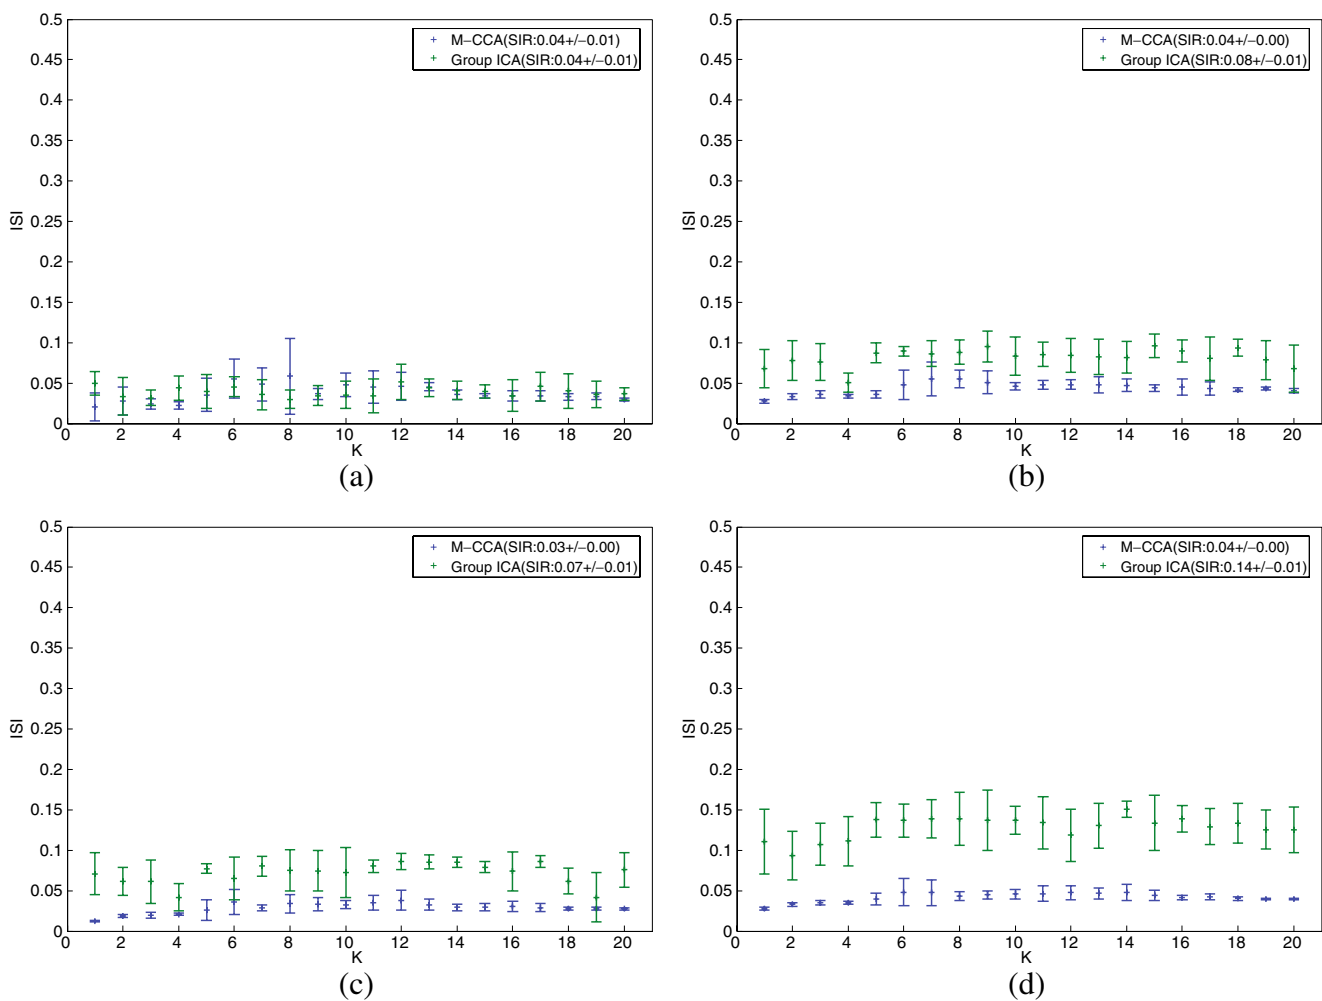 0.5
0.45
0.4
0.35
0.3
0.25
0.2
0.15
0.1
0.05
0
ISI
M−CCA(SIR:0.04+/−0.01)
Group ICA(SIR:0.04+/−0.01)
0 2 4 6 8 10 12 14 16 18 20
K
(a)
0.5
0.45
0.4
0.35
0.3
0.25
0.2
0.15
0.1
0.05
0
ISI
M−CCA(SIR:0.04+/−0.00)
Group ICA(SIR:0.08+/−0.01)
0 2 4 6 8 10 12 14 16 18 20
K
(b)
0.5
0.45
0.4
0.35
0.3
0.25
0.2
0.15
0.1
0.05
0
ISI
M−CCA(SIR:0.03+/−0.00)
Group ICA(SIR:0.07+/−0.01)
0 2 4 6 8 10 12 14 16 18 20
K
(c)
0.5
0.45
0.4
0.35
0.3
0.25
0.2
0.15
0.1
0.05
0
ISI
M−CCA(SIR:0.04+/−0.00)
Group ICA(SIR:0.14+/−0.01)
0 2 4 6 8 10 12 14 16 18 20
K
(d)